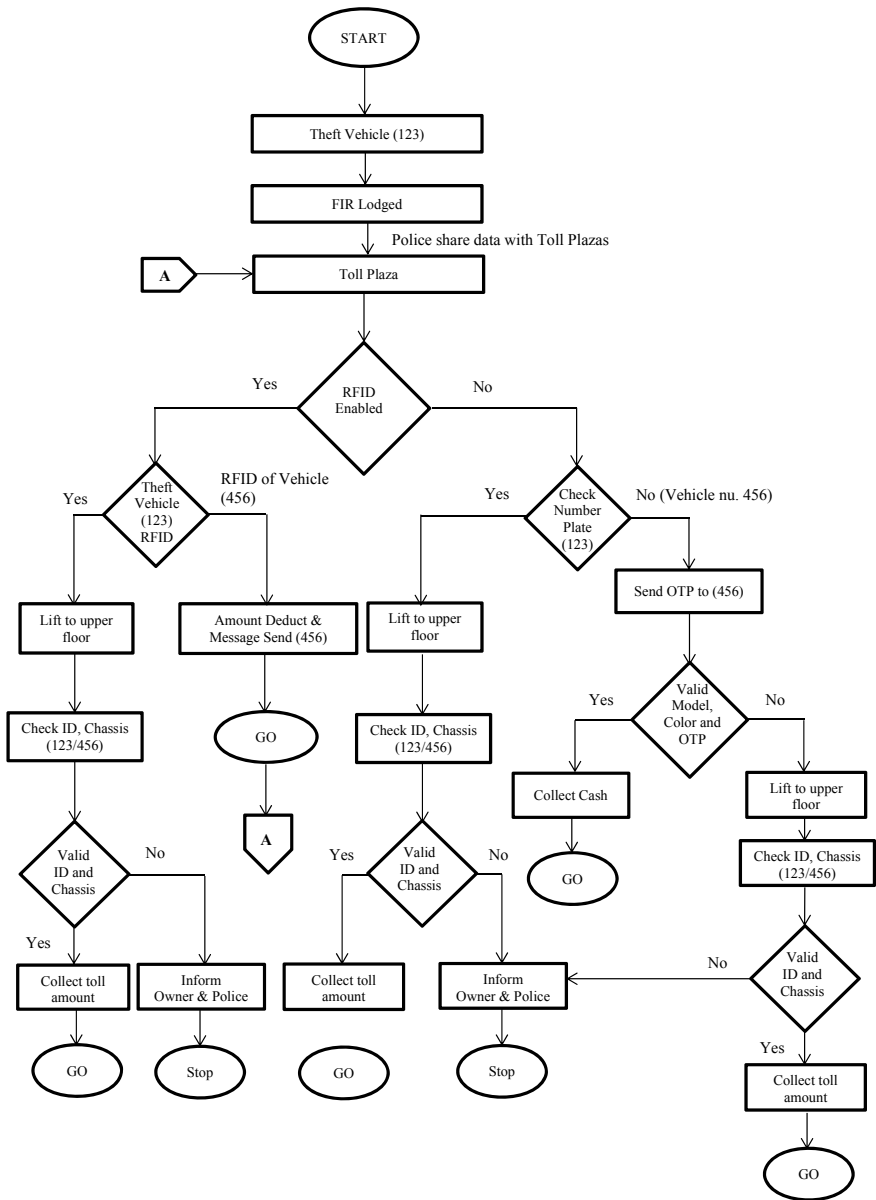 START
Theft Vehicle (123)
FIR Lodged
Police share data with Toll Plazas
A
Toll Plaza
Yes
RFID
Enabled
No
Yes
Theft
Vehicle
(123)
RFID
RFID of Vehicle
(456)
Yes
Check
Number
Plate
(123)
No (Vehicle nu. 456)
Lift to upper
floor
Amount Deduct &
Message Send (456)
Lift to upper
floor
Send OTP to (456)
Check ID, Chassis
(123/456)
GO
Check ID, Chassis
(123/456)
Yes
Valid
Model,
Color and
OTP
No
Collect Cash
Lift to upper
floor
A
Valid
ID and
Chassis
No
Yes
Valid
ID and
Chassis
No
GO
Check ID, Chassis
(123/456)
Yes
Collect toll
amount
Inform
Owner & Police
Collect toll
amount
Inform
Owner & Police
No
Valid
ID and
Chassis
GO
Stop
GO
Stop
Yes
Collect toll
amount
GO